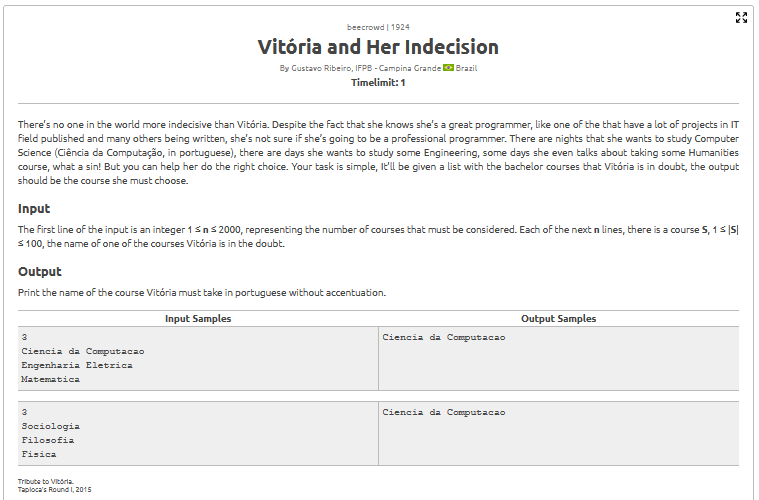 beecrowd | 1924
Vitória and Her Indecision
By Gustavo Ribeiro, IFPB - Campina Grande Brazil
Timelimit: 1
There's no one in the world more indecisive than Vitória. Despite the fact that she knows she's a great programmer, like one of the that have a lot of projects in IT
field published and many others being written, she's not sure if she's going to be a professional programmer. There are nights that she wants to study Computer
Science (Ciência da Computação, in portuguese), there are days she wants to study some Engineering, some days she even talks about taking some Humanities
course, what a sin! But you can help her do the right choice. Your task is simple, It'll be given a list with the bachelor courses that Vitória is in doubt, the output
should be the course she must choose.
Input
The first line of the input is an integer 1 ≤ n ≤ 2000, representing the number of courses that must be considered. Each of the next n lines, there is a course S, 1 ≤ |S|
≤ 100, the name of one of the courses Vitória is in the doubt.
Output
Print the name of the course Vitória must take in portuguese without accentuation.
Input Samples Output Samples
3 Ciencia da Computacao
Ciencia da Computacao
Engenharia Eletrica
Matematica
3 Ciencia da Computacao
Sociologia
Filosofia
Fisica
Tribute to Vitória.
Tapioca's Round I, 2015